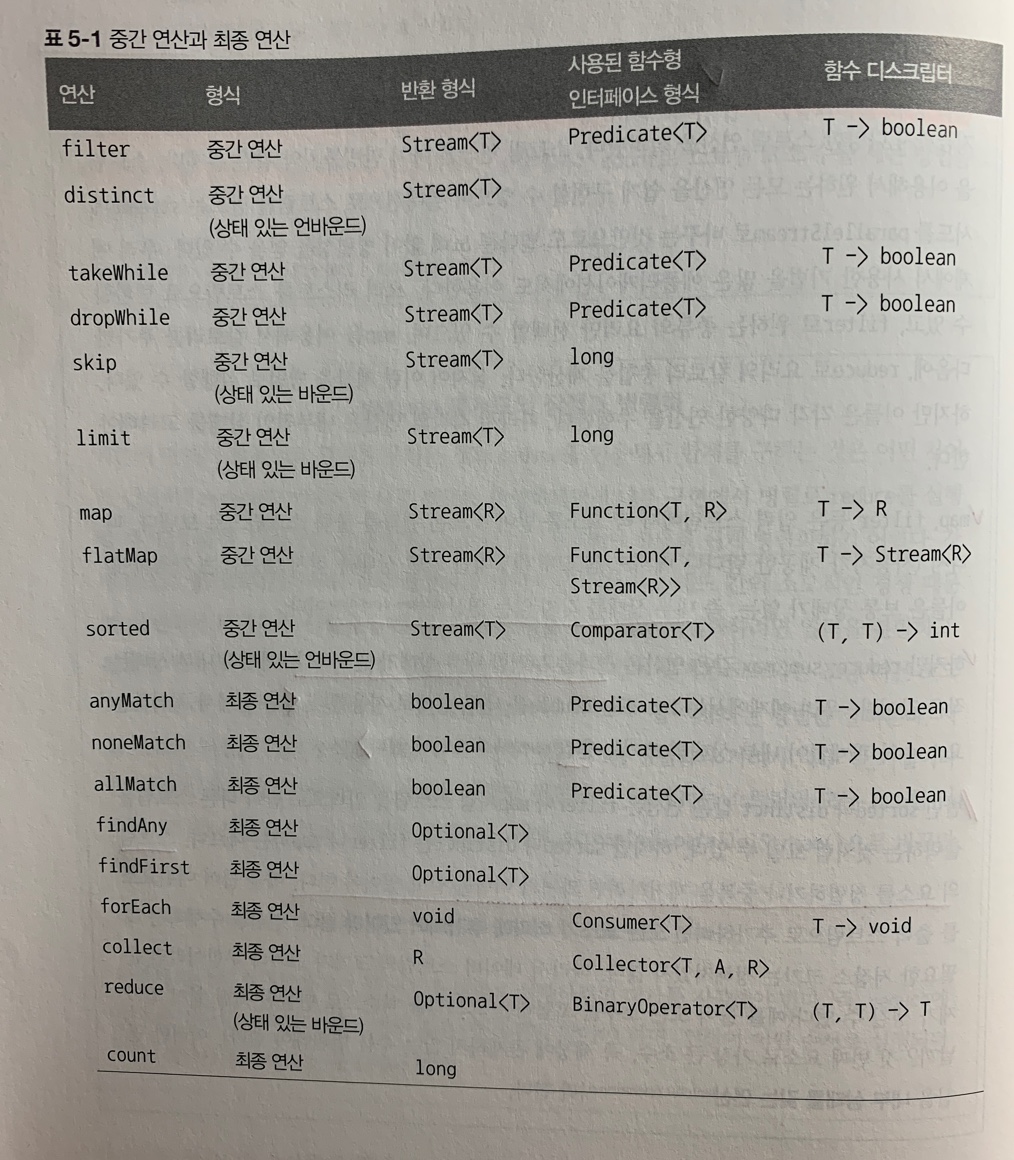 표 5-1 중간 연산과 최종 연산
연산 형식 반환 형식 사용된 함수형 인터페이스 형식 함수 디스크립터
filter 중간 연산 Stream<T> Predicate<T> T -> boolean
distinct 중간 연산 Stream<T>
(상태 있는 언바운드)
takeWhile 중간 연산 Stream<T> Predicate<T> T -> boolean
dropWhile 중간 연산 Stream<T> Predicate<T> T -> boolean
skip 중간 연산 Stream<T> long
(상태 있는 바운드)
limit 중간 연산 Stream<T> long
(상태 있는 바운드)
map 중간 연산 Stream<R> Function<T, R> T -> R
flatMap 중간 연산 Stream<R> Function<T, T -> Stream<R>
Stream<R>>
sorted 중간 연산 Stream<T> Comparator<T> (T, T) -> int
(상태 있는 언바운드)
anyMatch 최종 연산 boolean Predicate<T> T -> boolean
noneMatch 최종 연산 boolean Predicate<T> T -> boolean
allMatch 최종 연산 boolean Predicate<T> T -> boolean
findAny 최종 연산 Optional<T>
findFirst 최종 연산 Optional<T>
forEach 최종 연산 void Consumer<T> T -> void
collect 최종 연산 R Collector<T, A, R>
reduce 최종 연산 Optional<T> BinaryOperator<T> (T, T) -> T
(상태 있는 바운드)
count 최종 연산 long